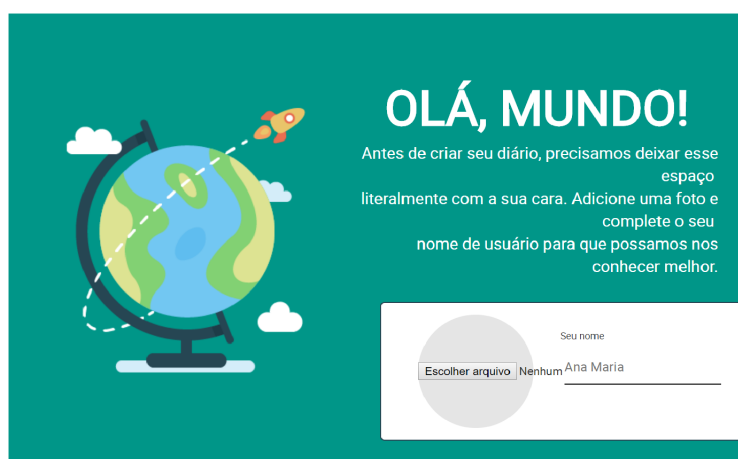 OLÁ, MUNDO!
Antes de criar seu diário, precisamos deixar esse
espaço
literalmente com a sua cara. Adicione uma foto e
complete o seu
nome de usuário para que possamos nos
conhecer melhor.
Seu nome
Escolher arquivo Nenhum Ana Maria